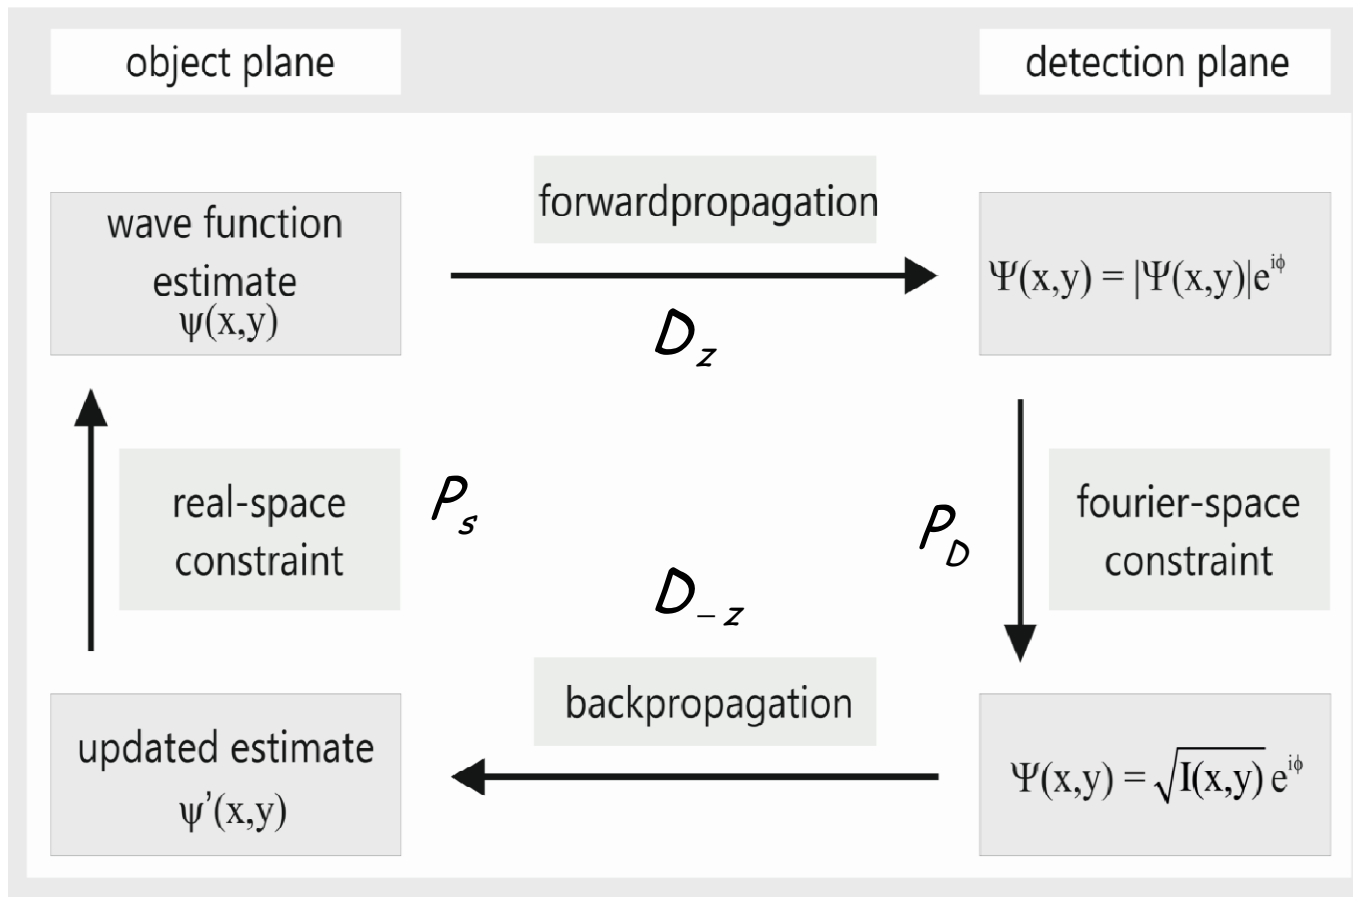 object plane
detection plane
wave function
estimate
ψ(x,y)
forwardpropagation
D_z
Ψ(x,y) = |Ψ(x,y)|e^{iϕ}
real-space
constraint
P_s
P_D
fourier-space
constraint
D_{-z}
backpropagation
updated estimate
ψ'(x,y)
Ψ(x,y) = √I(x,y) e^{iϕ}